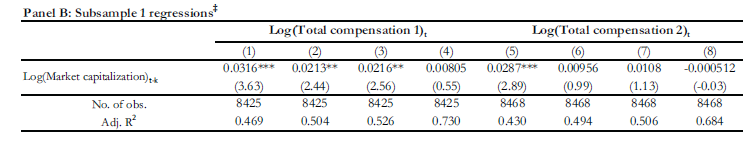 Panel B: Subsample 1 regressions‡
Log(Total compensation 1)t Log(Total compensation 2)t
(1) (2) (3) (4) (5) (6) (7) (8)
Log(Market capitalization)t-k 0.0316*** 0.0213** 0.0216** 0.00805 0.0287*** 0.00956 0.0108 -0.000512
(3.63) (2.44) (2.56) (0.55) (2.89) (0.99) (1.13) (-0.03)
No. of obs. 8425 8425 8425 8425 8468 8468 8468 8468
Adj. R2 0.469 0.504 0.526 0.730 0.430 0.494 0.506 0.684